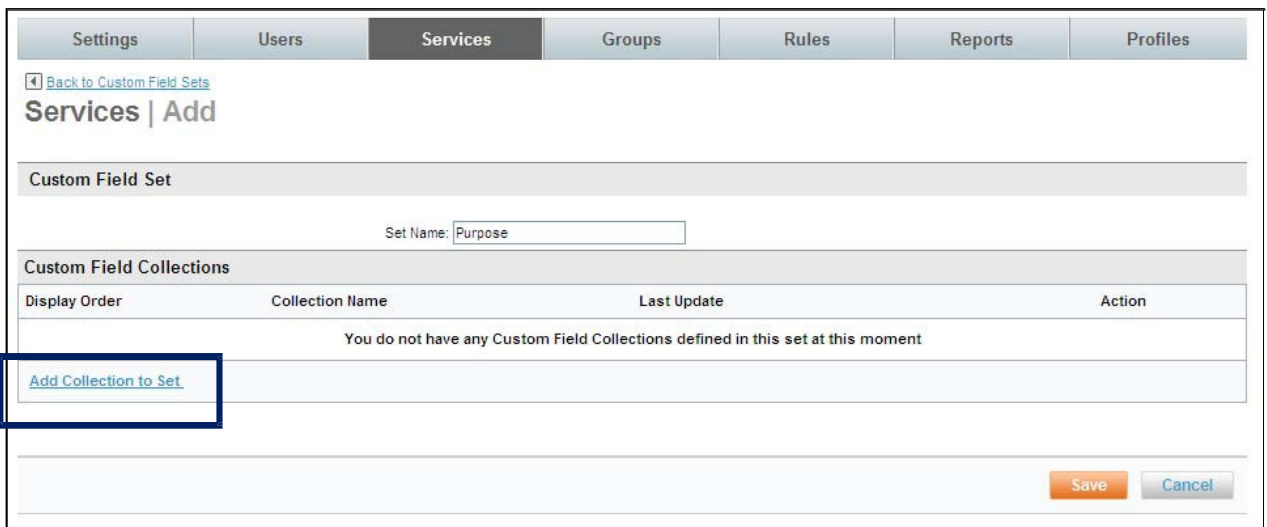 Settings Users Services Groups Rules Reports Profiles
Back to Custom Field Sets
Services | Add
Custom Field Set
Set Name: Purpose
Custom Field Collections
Display Order Collection Name Last Update Action
You do not have any Custom Field Collections defined in this set at this moment
Add Collection to Set
Save Cancel